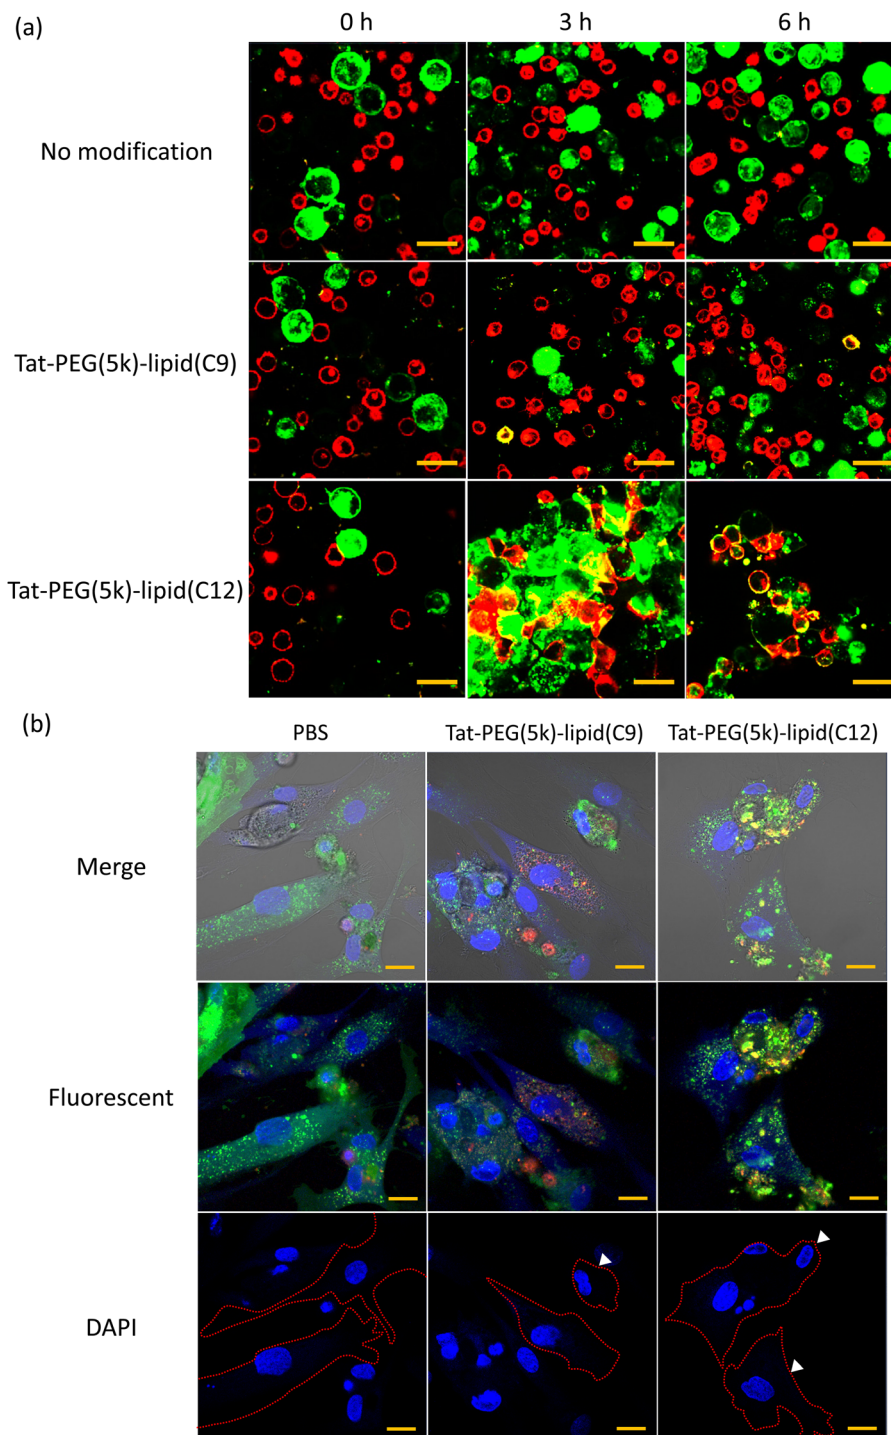 (a)
0 h 3 h 6 h
No modification
Tat-PEG(5k)-lipid(C9)
Tat-PEG(5k)-lipid(C12)
(b)
PBS Tat-PEG(5k)-lipid(C9) Tat-PEG(5k)-lipid(C12)
Merge
Fluorescent
DAPI